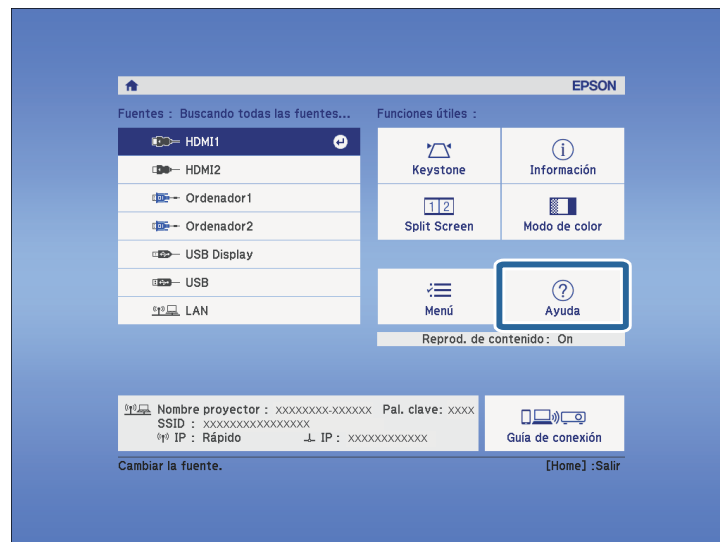 EPSON
Fuentes : Buscando todas las fuentes...
HDMI1
HDMI2
Ordenador1
Ordenador2
USB Display
USB
LAN
Funciones útiles :
Keystone
Información
1 2
Split Screen
Modo de color
Menú
Ayuda
Reprod. de contenido: On
Nombre proyector : xxxxxxxx-xxxxxx Pal. clave: xxxx
SSID : xxxxxxxxxxxxxxxx
IP : Rápido IP : xxxxxxxxxxxx
Guía de conexión
Cambiar la fuente.
[Home] :Salir